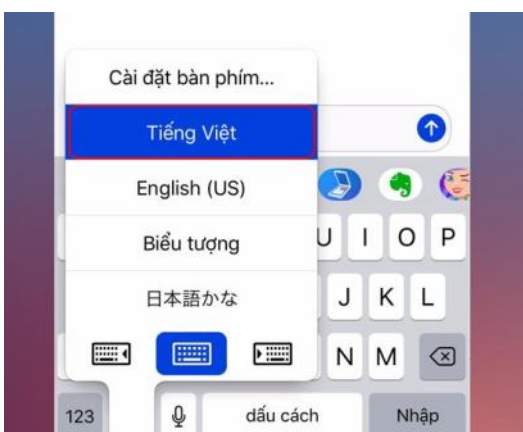 Cài đặt bàn phím...
Tiếng Việt
English (US)
Biểu tượng
日本語かな
U I O P
J K L
N M
123 dấu cách Nhập